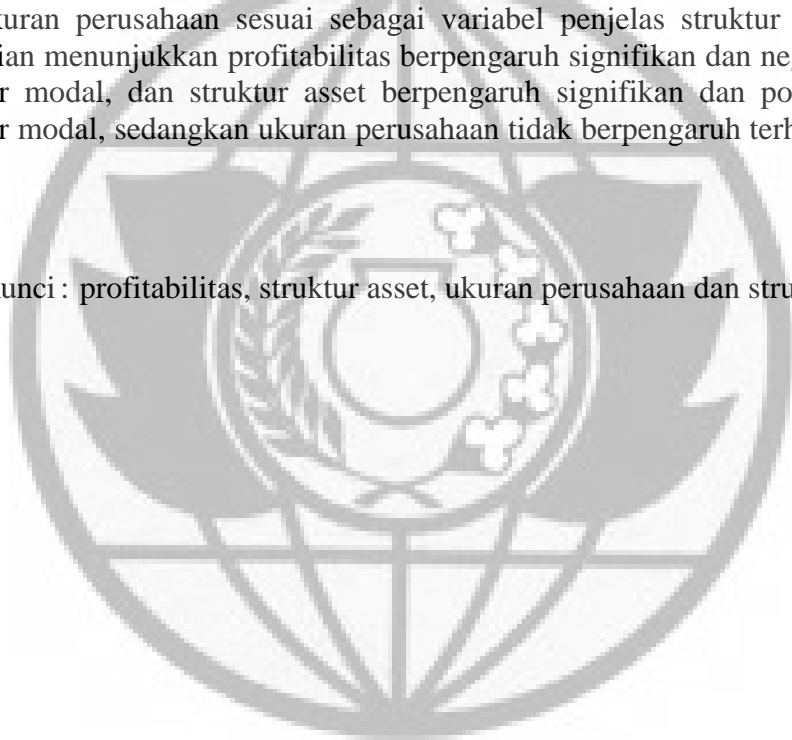 kuran perusahaan sesuai sebagai variabel penjelas struktur
ian menunjukkan profitabilitas berpengaruh signifikan dan neg
r modal, dan struktur asset berpengaruh signifikan dan po
r modal, sedangkan ukuran perusahaan tidak berpengaruh terh
unci : profitabilitas, struktur asset, ukuran perusahaan dan stru